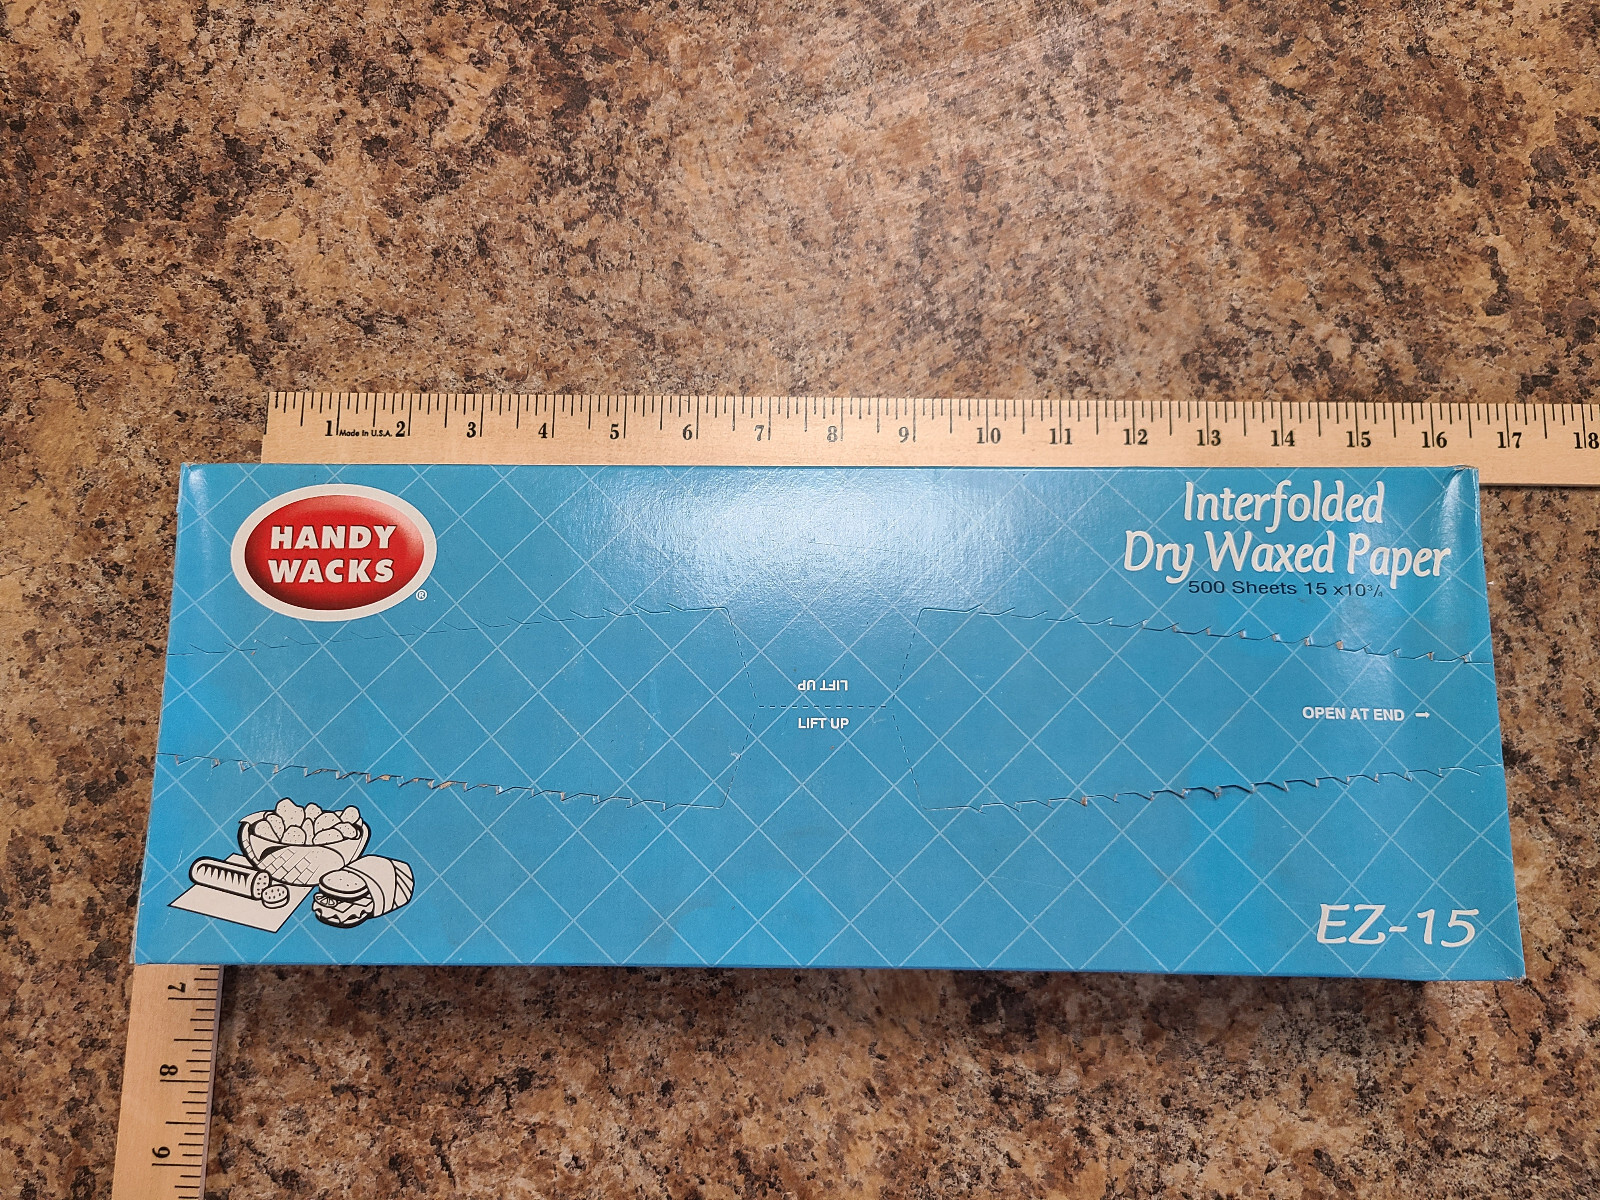 1 Made in U.S.A. 2 3 4 5 6 7 8 9 10 11 12 13 14 15 16 17 18
HANDY
WACKS
®
Interfolded
Dry Waxed Paper
500 Sheets 15 x10¾
LIFT UP
LIFT UP
OPEN AT END →
EZ-15
7
8
9